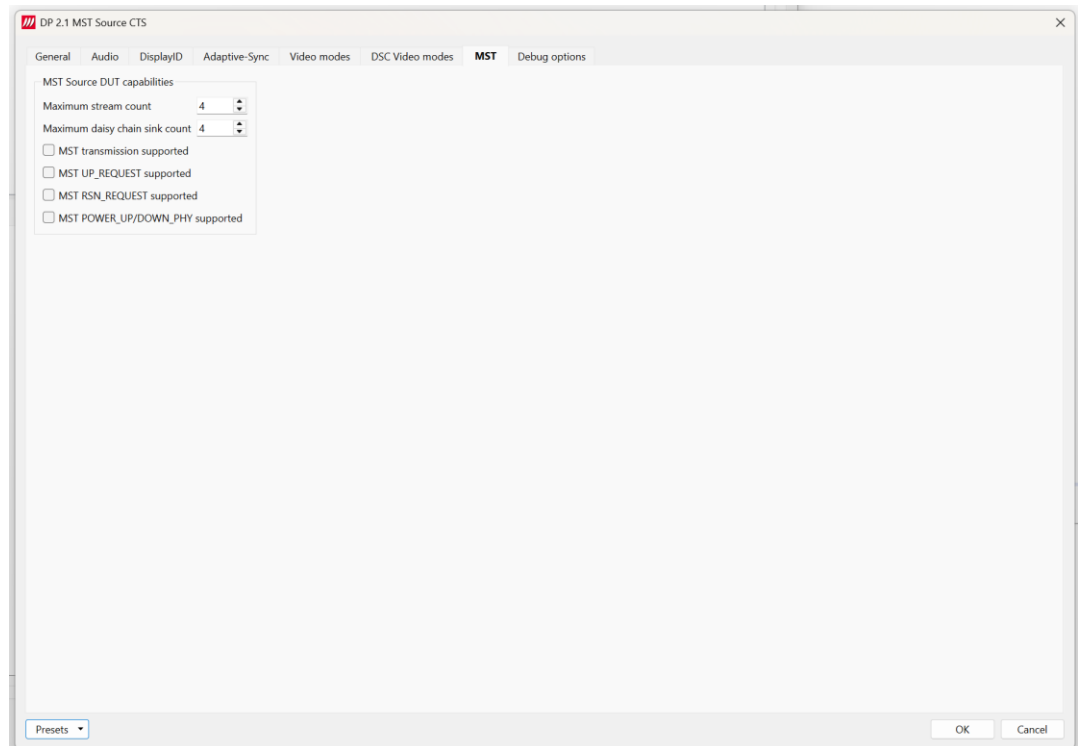 DP 2.1 MST Source CTS
General Audio DisplayID Adaptive-Sync Video modes DSC Video modes MST Debug options
MST Source DUT capabilities
Maximum stream count 4
Maximum daisy chain sink count 4
MST transmission supported
MST UP_REQUEST supported
MST RSN_REQUEST supported
MST POWER_UP/DOWN_PHY supported
Presets OK Cancel